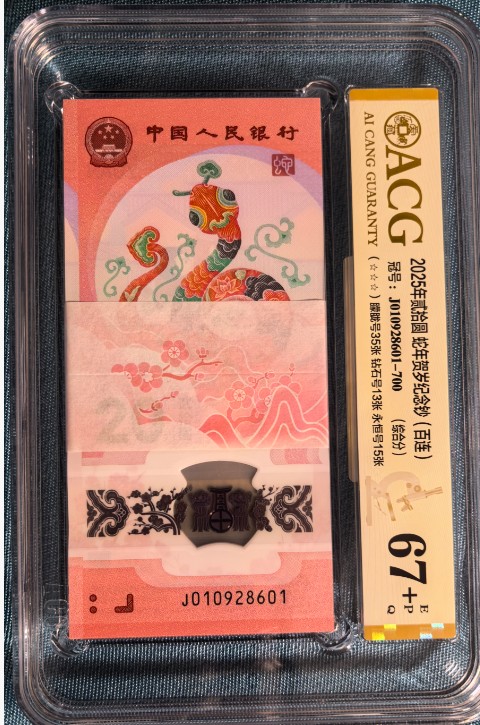 中国人民银行
J010928601
ACG
AI CANG GUARANTY
2025年贰拾圆 蛇年贺岁纪念钞（百连）
冠号：J010928601-700 （综合分）
（☆☆☆）朦胧号35张 钻石号13张 永恒号15张
67+
EPQ